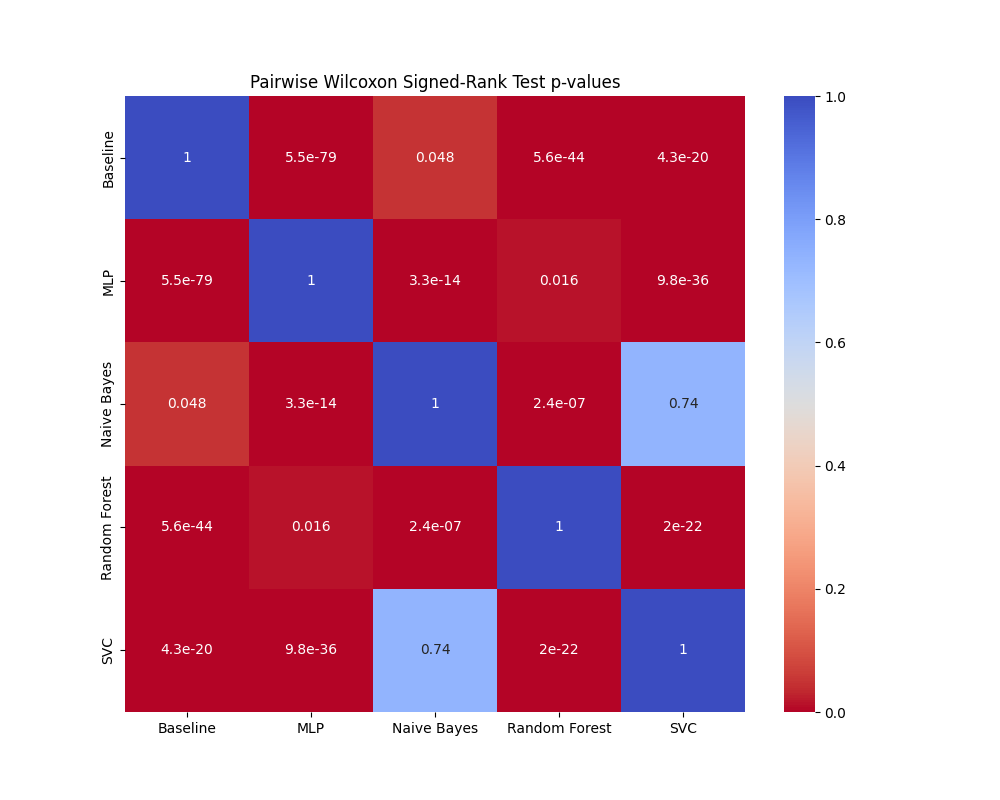 Pairwise Wilcoxon Signed-Rank Test p-values
Baseline 1 5.5e-79 0.048 5.6e-44 4.3e-20
MLP 5.5e-79 1 3.3e-14 0.016 9.8e-36
Naive Bayes 0.048 3.3e-14 1 2.4e-07 0.74
Random Forest 5.6e-44 0.016 2.4e-07 1 2e-22
SVC 4.3e-20 9.8e-36 0.74 2e-22 1
Baseline MLP Naive Bayes Random Forest SVC
1.0
0.8
0.6
0.4
0.2
0.0